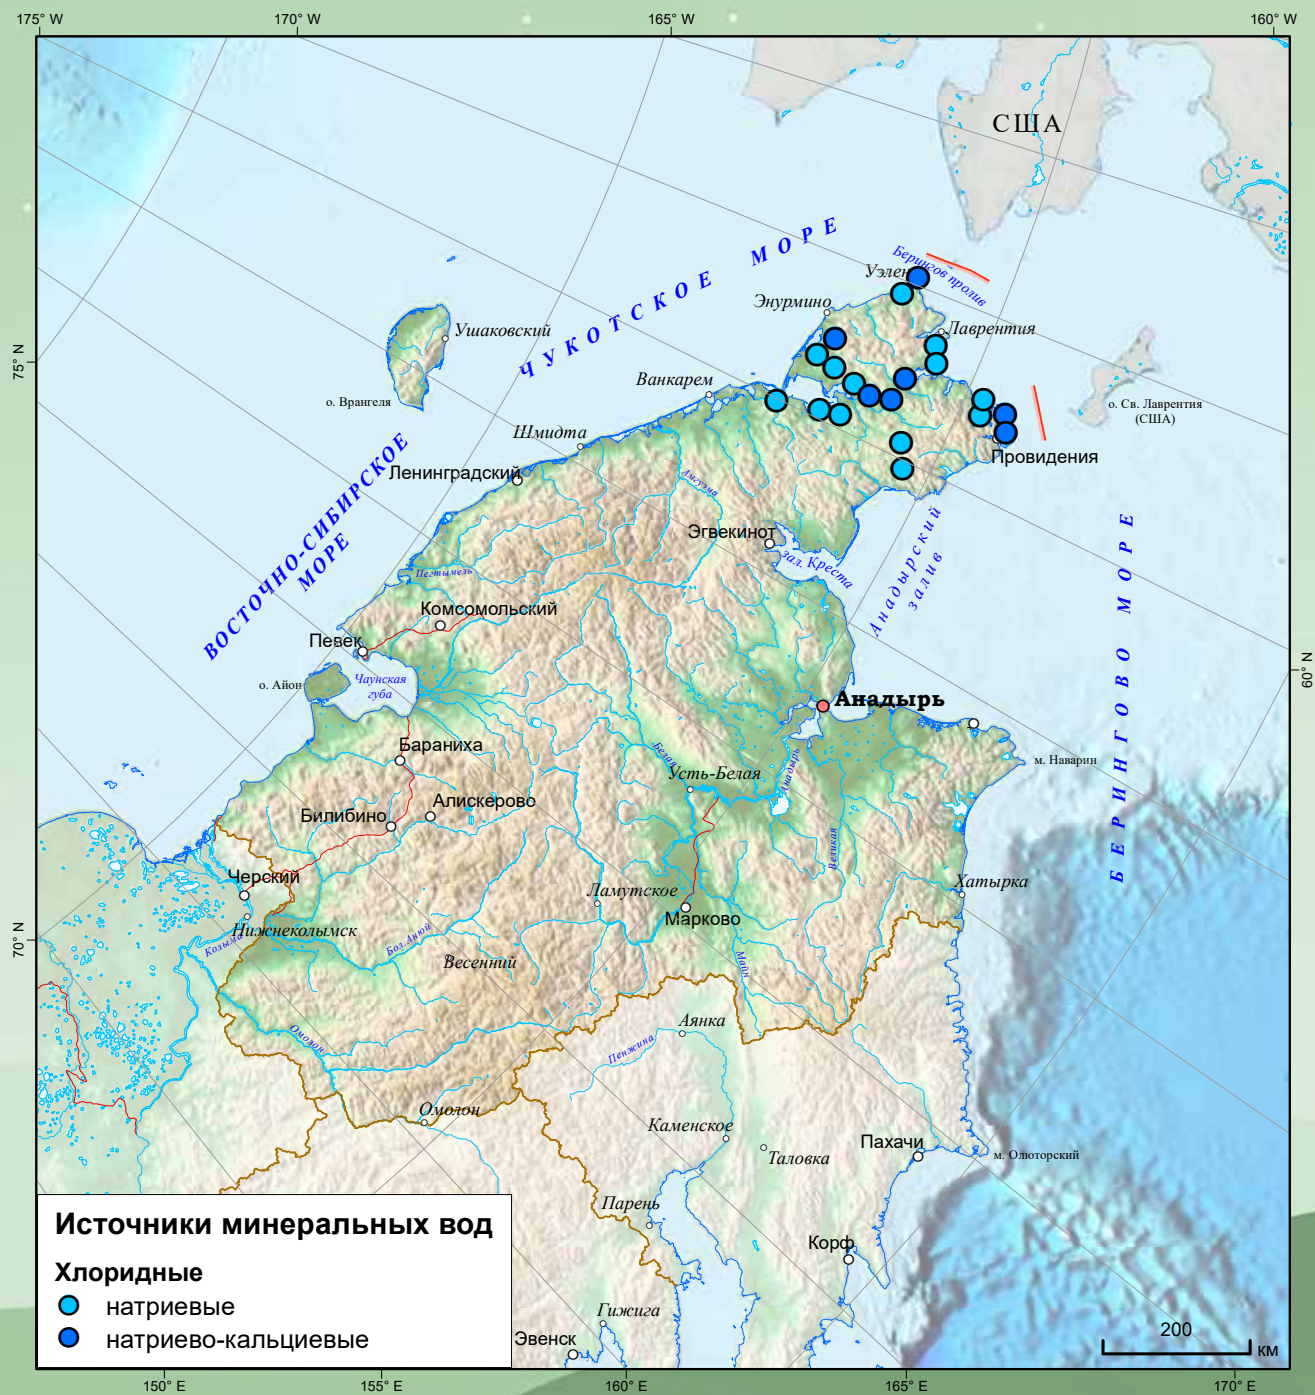 175° W
170° W
165° W
160° W
США
ЧУКОТСКОЕ МОРЕ
Берингов пролив
Уэлен
Энурмино
Лаврентия
Ушаковский
о. Врангеля
Ванкарем
о. Св. Лаврентия
(США)
75° N
Шмидта
Ленинградский
Провидения
ВОСТОЧНО-СИБИРСКОЕ
МОРЕ
Амгуэма
Эгвекинот
зал. Креста
Анадырский
залив
БЕРИНГОВО МОРЕ
Пегтымель
Комсомольский
Певек
Чаунская
губа
о. Айон
60° N
Анадырь
Бараниха
Белая
Усть-Белая
Анадырь
м. Наварин
Алискерово
Билибино
Великая
Черский
Ламутское
Марково
Хатырка
Нижнеколымск
Колыма
Бол.Анюй
70° N
Весенний
Майн
Аянка
Пенжина
Омолон
Омолон
Каменское
Таловка
Пахачи
м. Олюторский
Парень
Корф
Гижига
Эвенск
Источники минеральных вод
Хлоридные
натриевые
натриево-кальциевые
200
км
150° E
155° E
160° E
165° E
170° E